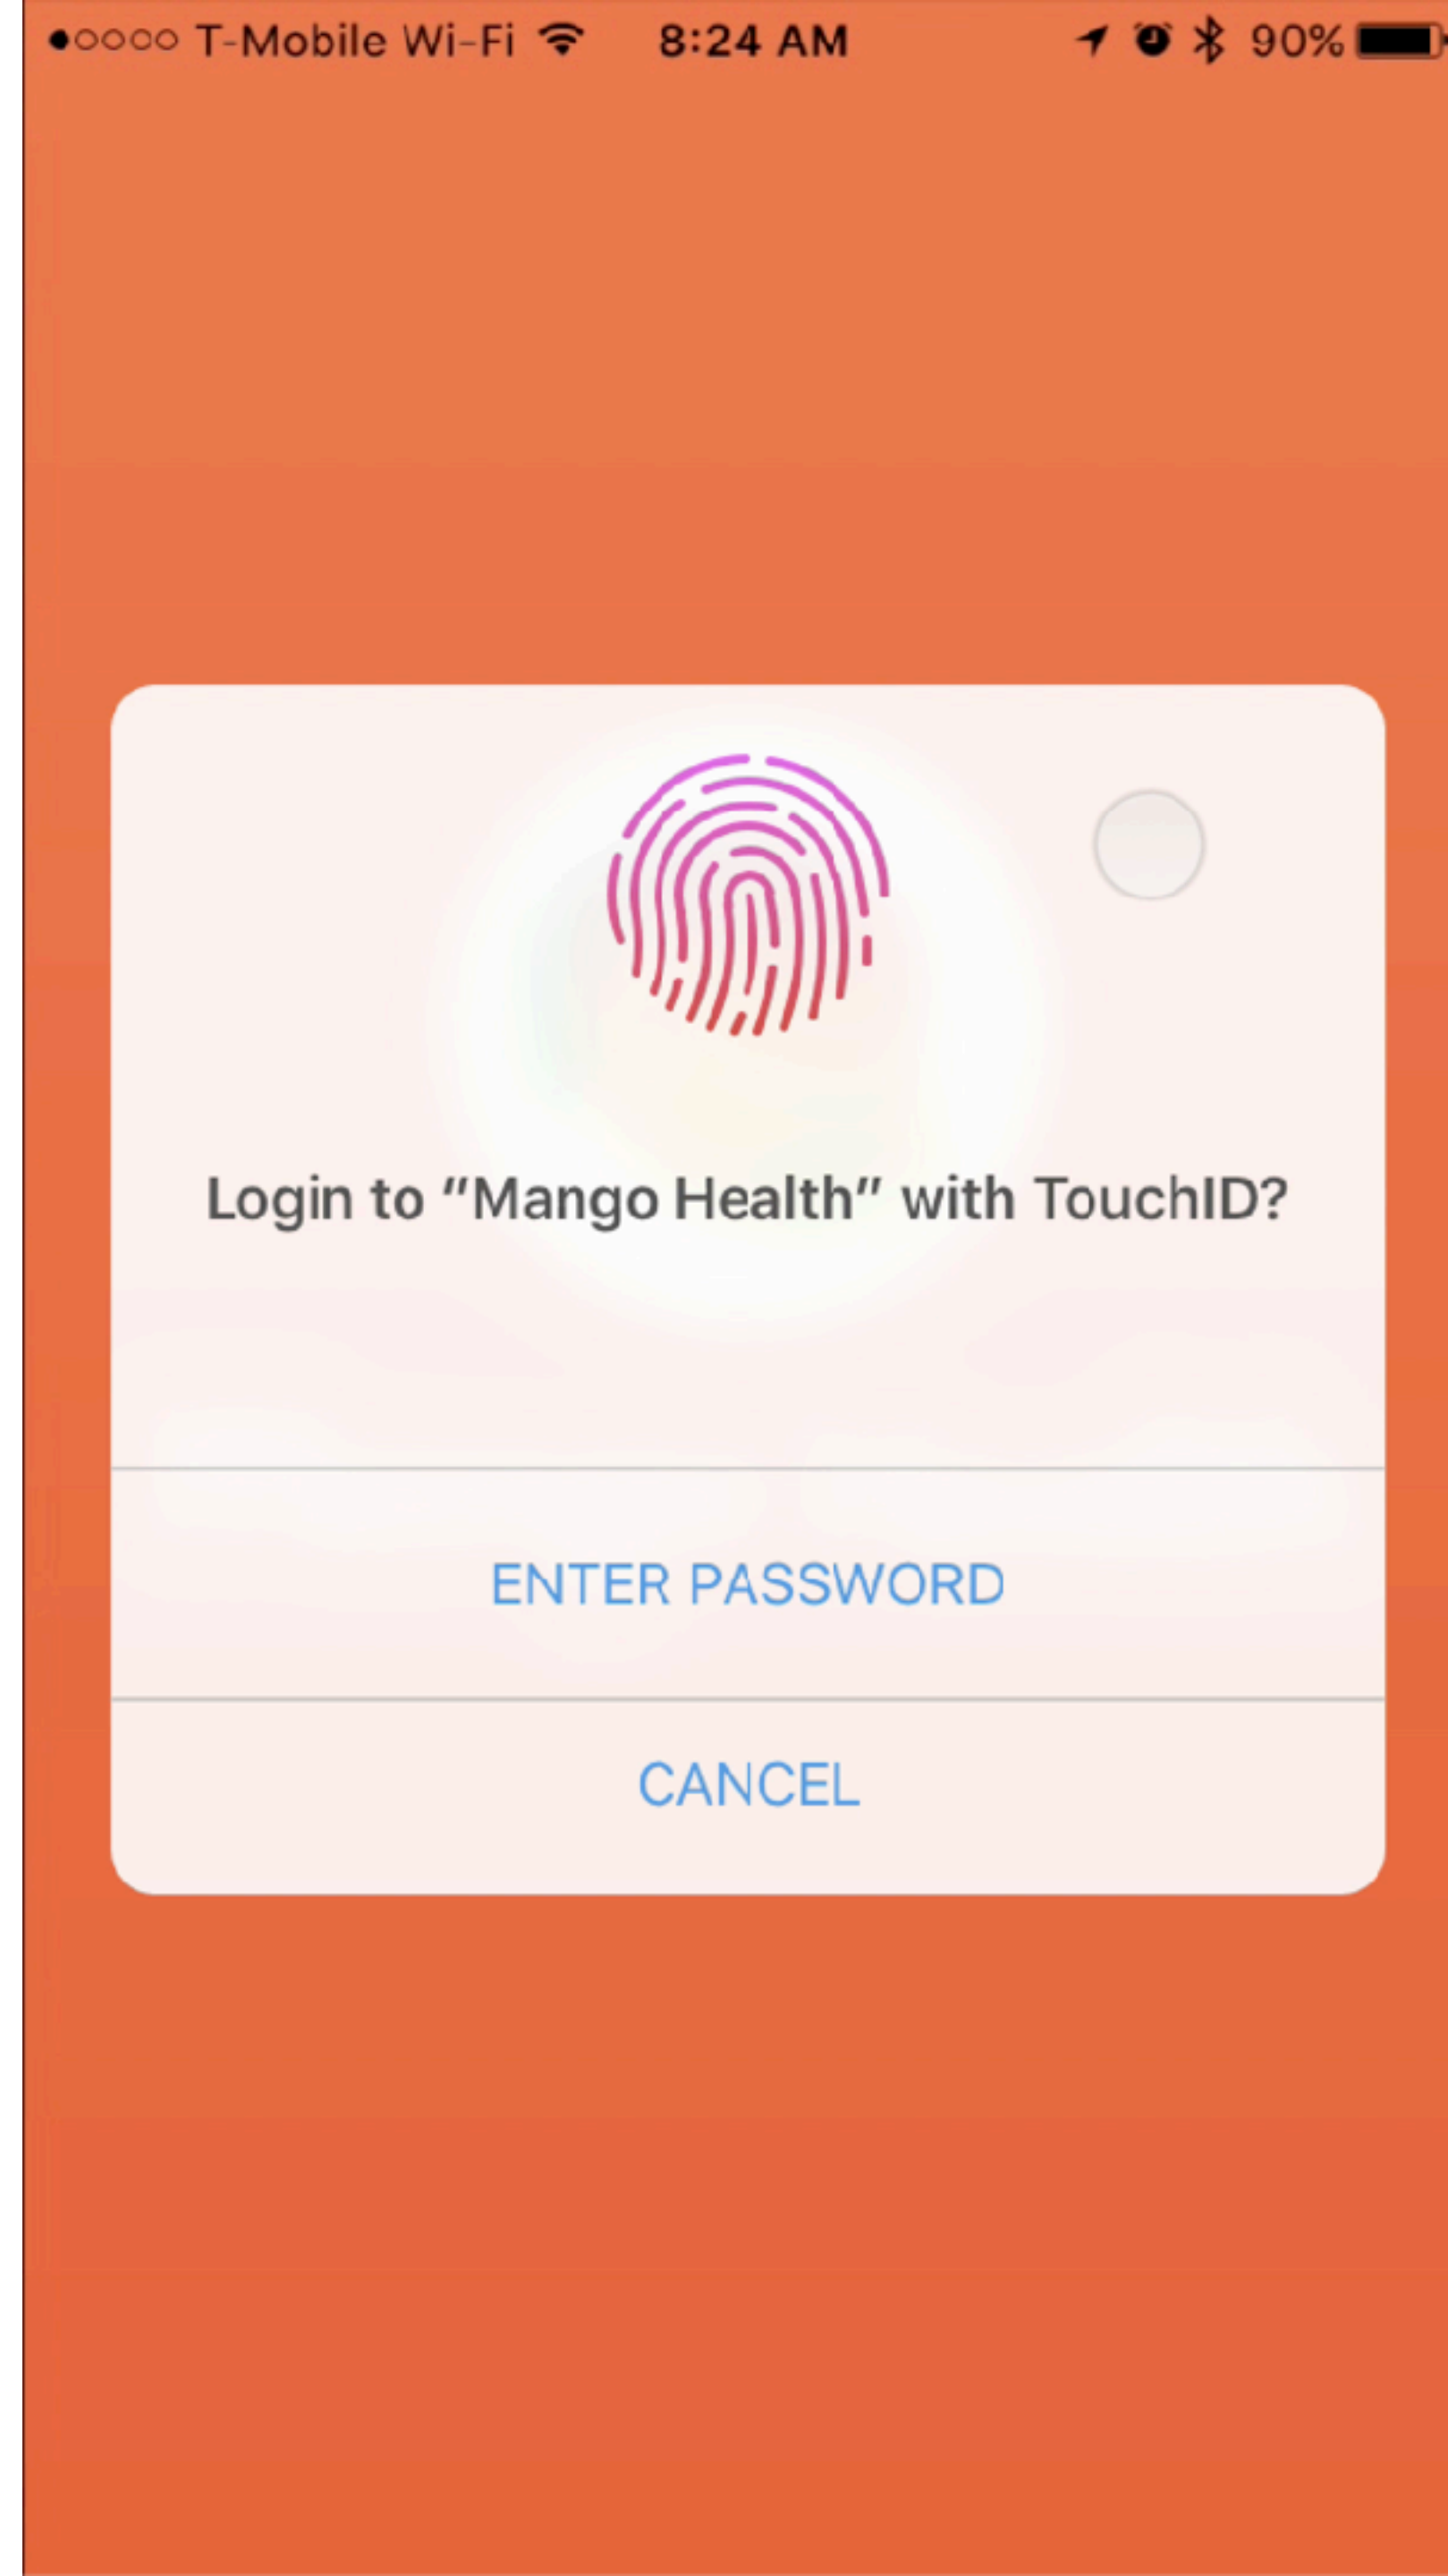 T-Mobile Wi-Fi 8:24 AM 90%
Login to “Mango Health” with TouchID?
ENTER PASSWORD
CANCEL